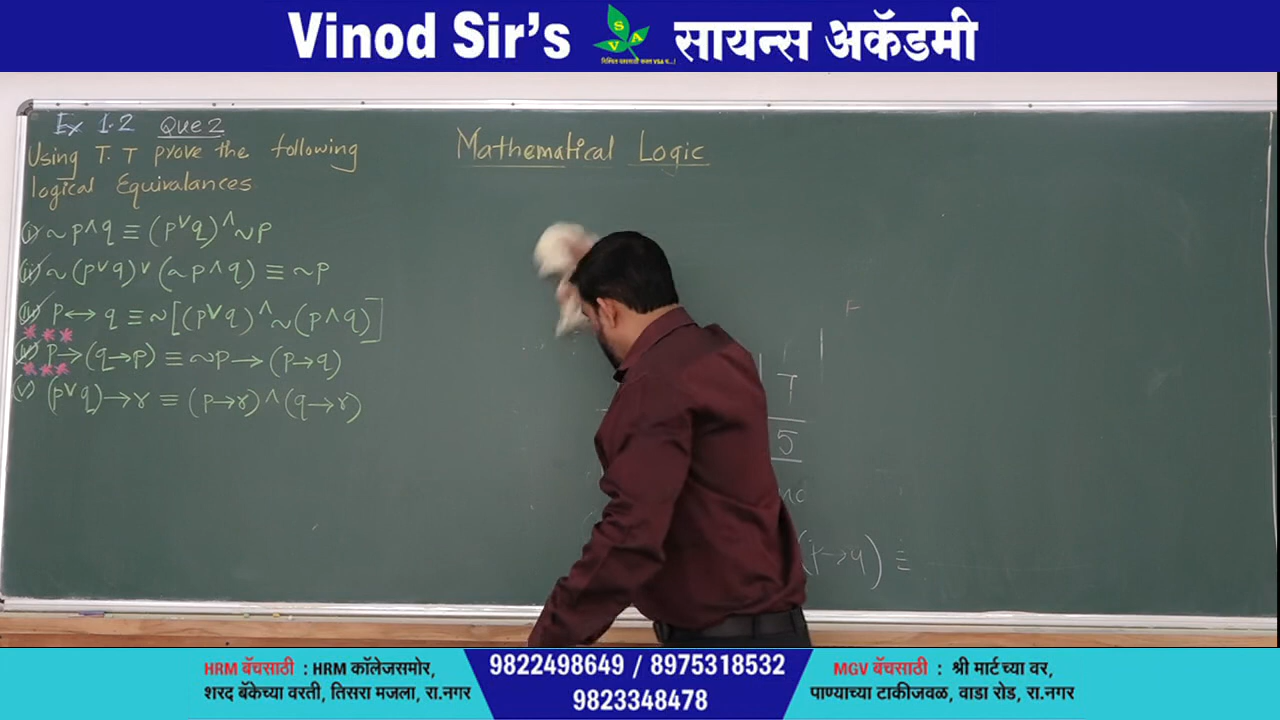 Vinod Sir's VSA सायन्स अकॅडमी
Ex 1.2 Que 2
Mathematical Logic
Using T.T prove the following
logical Equivalances
(i) ~p∧q ≡ (p∨q)∧~p
(ii) ~(p∨q)∨(~p∧q) ≡ ~p
(iii) p↔q ≡ ~[(p∨q)∧~(p∧q)]
(iv) p→(q→p) ≡ ~p→(p→q)
(v) (p∨q)→r ≡ (p→r)∧(q→r)
F
T
5
(p→q) ≡
HRM बॅचसाठी : HRM कॉलेजसमोर,
शरद बँकेच्या वरती, तिसरा मजला, रा.नगर
9822498649 / 8975318532
9823348478
MGV बॅचसाठी : श्री मार्टच्या वर,
पाण्याच्या टाकीजवळ, वाडा रोड, रा.नगर